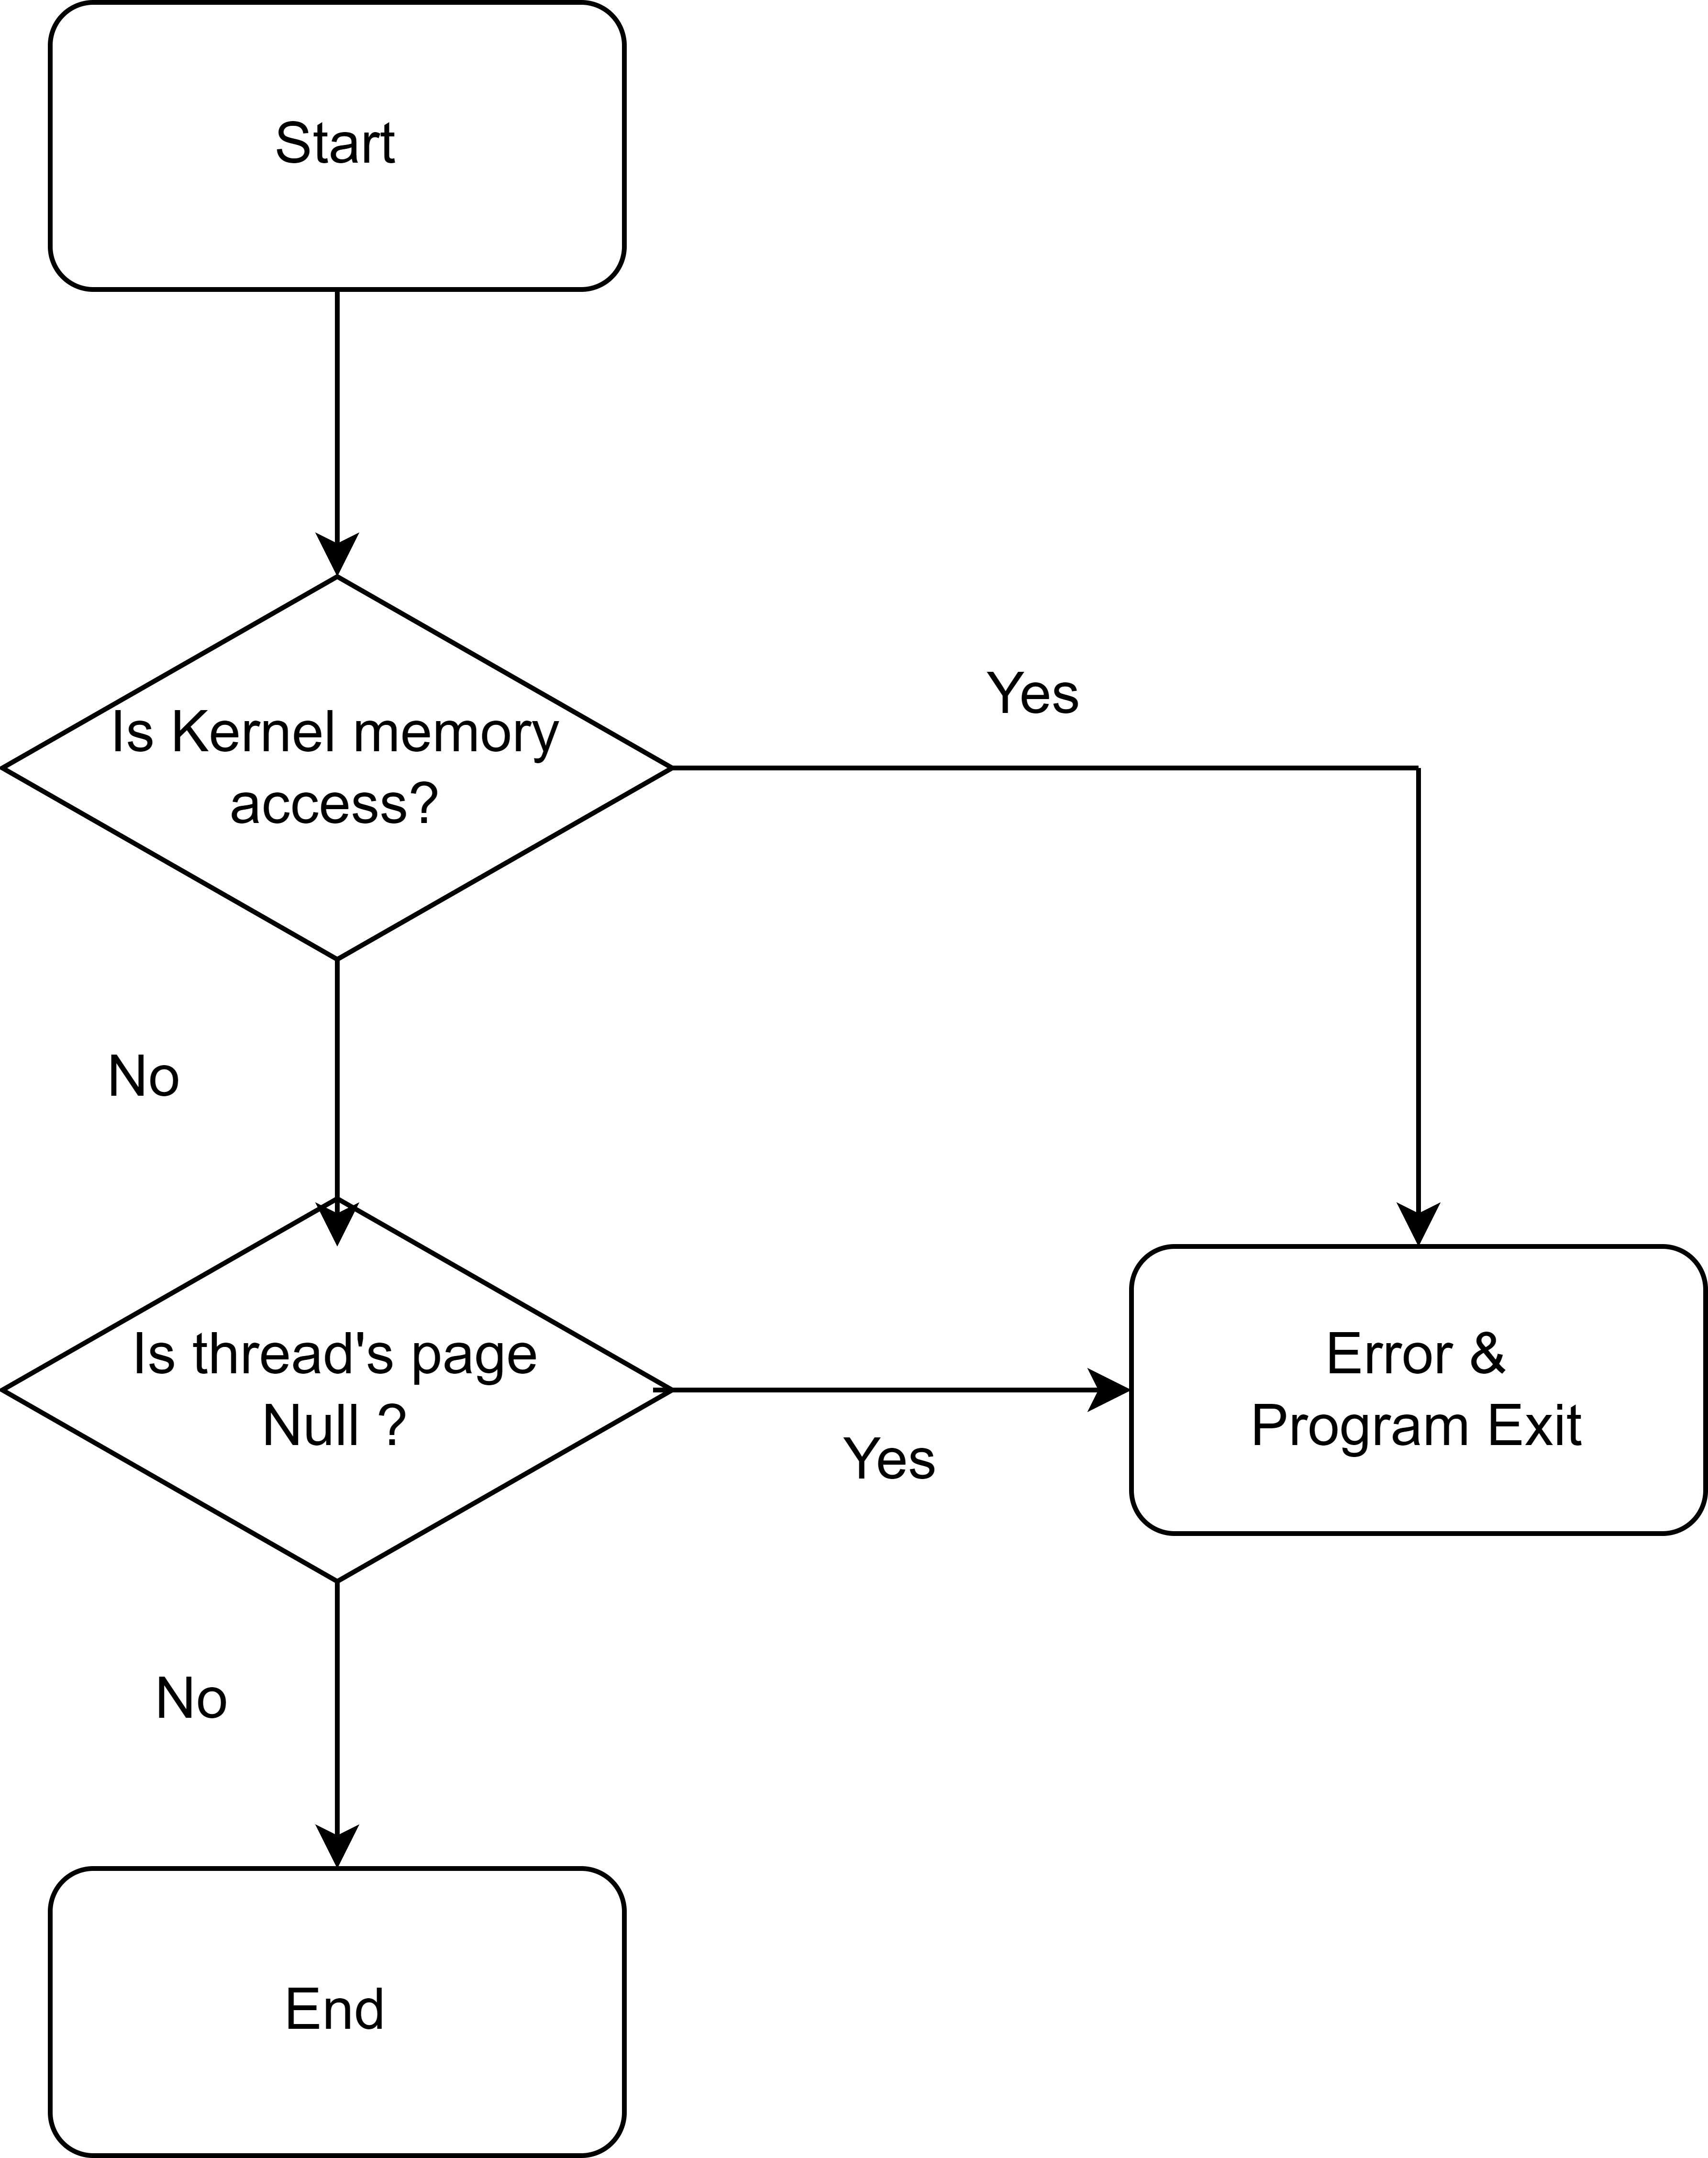 Start
Is Kernel memory
access?
Yes
No
Is thread's page
Null ?
Yes
Error &
Program Exit
No
End